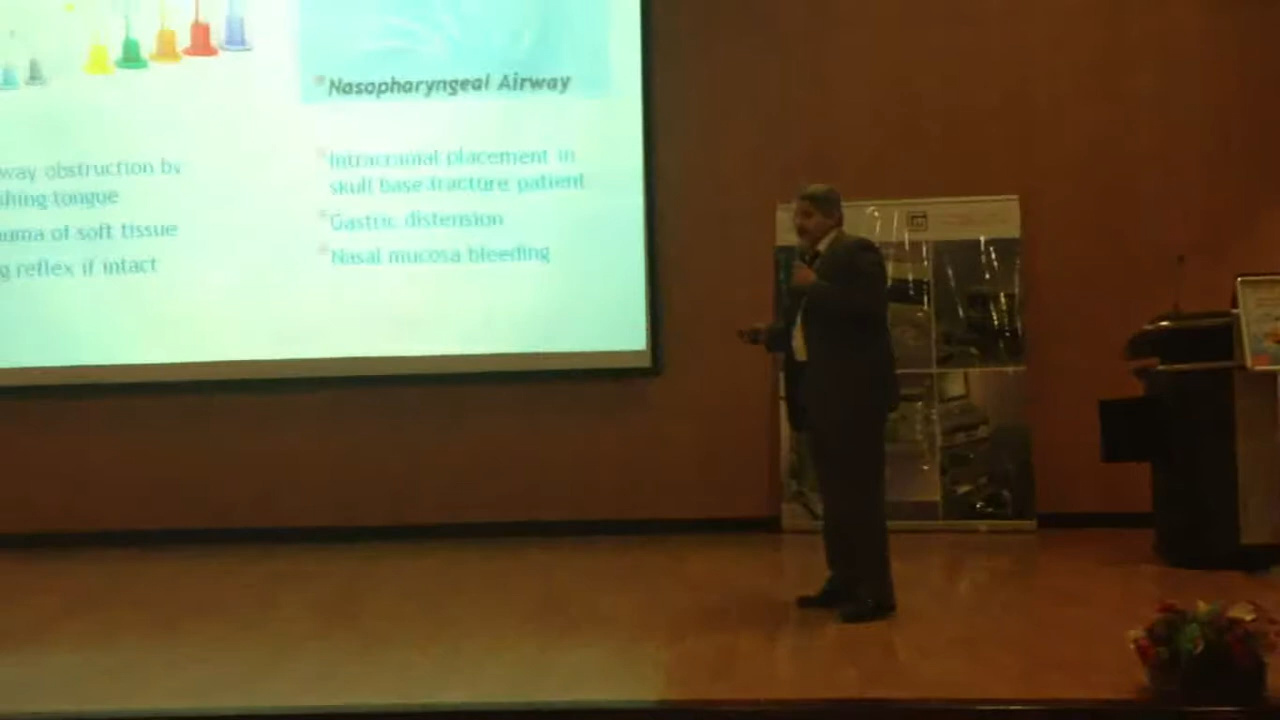 Nasopharyngeal Airway
way obstruction by
shing tongue
uma of soft tissue
g reflex if intact
Intracranial placement in
skull base fracture patient
Gastric distension
Nasal mucosa bleeding